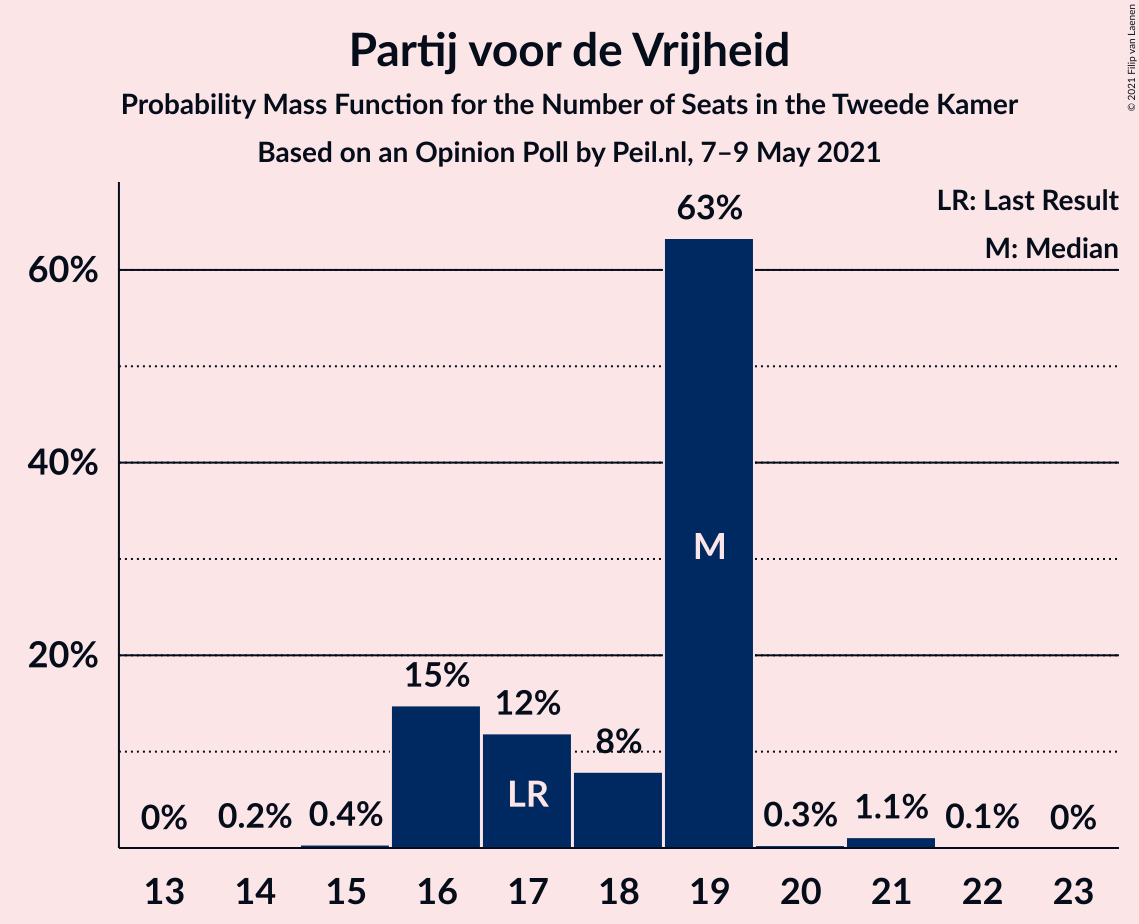 Partij voor de Vrijheid
Probability Mass Function for the Number of Seats in the Tweede Kamer
Based on an Opinion Poll by Peil.nl, 7–9 May 2021
© 2021 Filip van Laenen
LR: Last Result
M: Median
60%
40%
20%
0%
0.2%
0.4%
15%
12%
8%
63%
0.3%
1.1%
0.1%
0%
LR
M
13 14 15 16 17 18 19 20 21 22 23